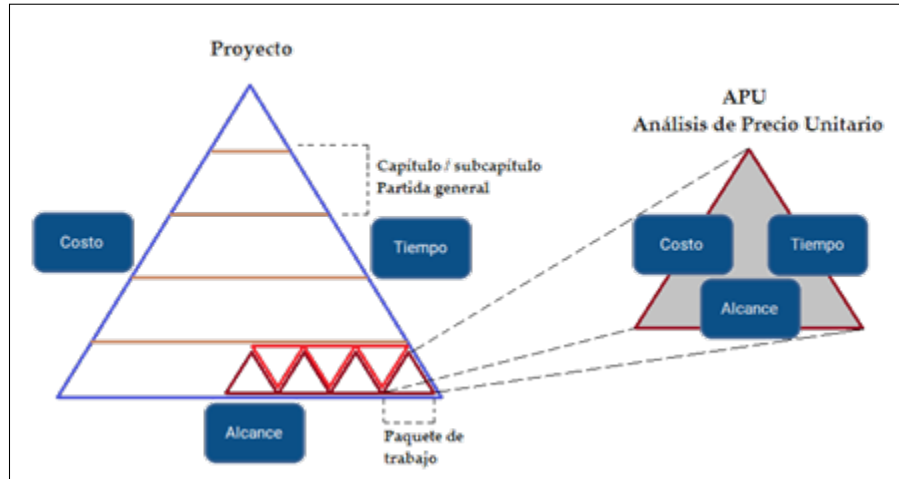 Proyecto
APU
Análisis de Precio Unitario
Capítulo / subcapítulo
Partida general
Costo
Tiempo
Costo
Tiempo
Alcance
Alcance
Paquete de
trabajo